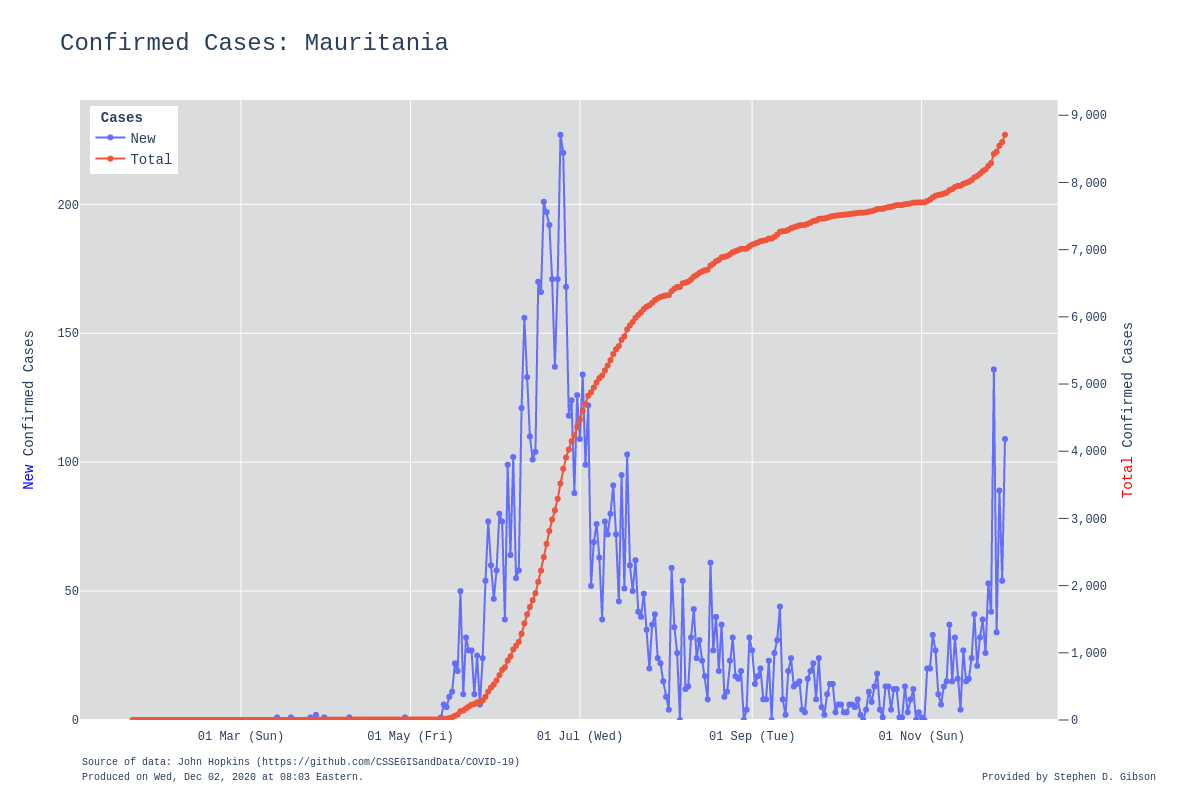 Confirmed Cases: Mauritania
Cases
New
Total
200
150
100
50
0
9,000
8,000
7,000
6,000
5,000
4,000
3,000
2,000
1,000
0
New Confirmed Cases
Total Confirmed Cases
01 Mar (Sun) 01 May (Fri) 01 Jul (Wed) 01 Sep (Tue) 01 Nov (Sun)
Source of data: John Hopkins (https://github.com/CSSEGISandData/COVID-19)
Produced on Wed, Dec 02, 2020 at 08:03 Eastern.
Provided by Stephen D. Gibson